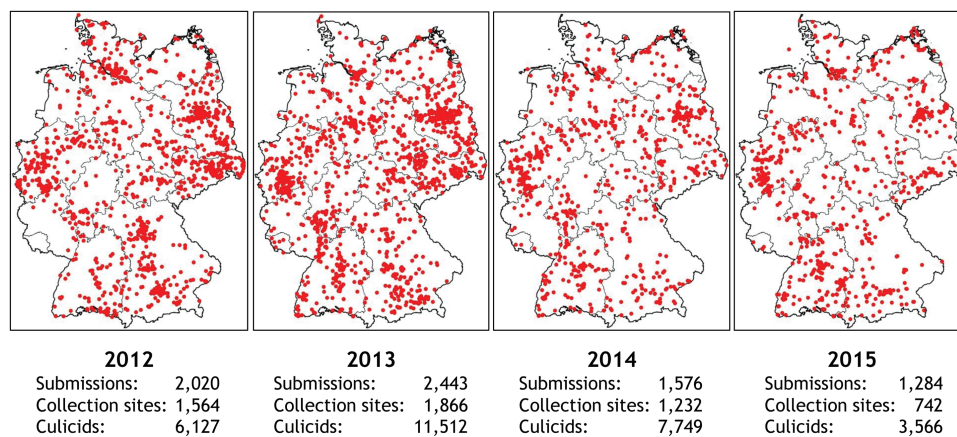 2012
Submissions: 2,020
Collection sites: 1,564
Culicids: 6,127
2013
Submissions: 2,443
Collection sites: 1,866
Culicids: 11,512
2014
Submissions: 1,576
Collection sites: 1,232
Culicids: 7,749
2015
Submissions: 1,284
Collection sites: 742
Culicids: 3,566